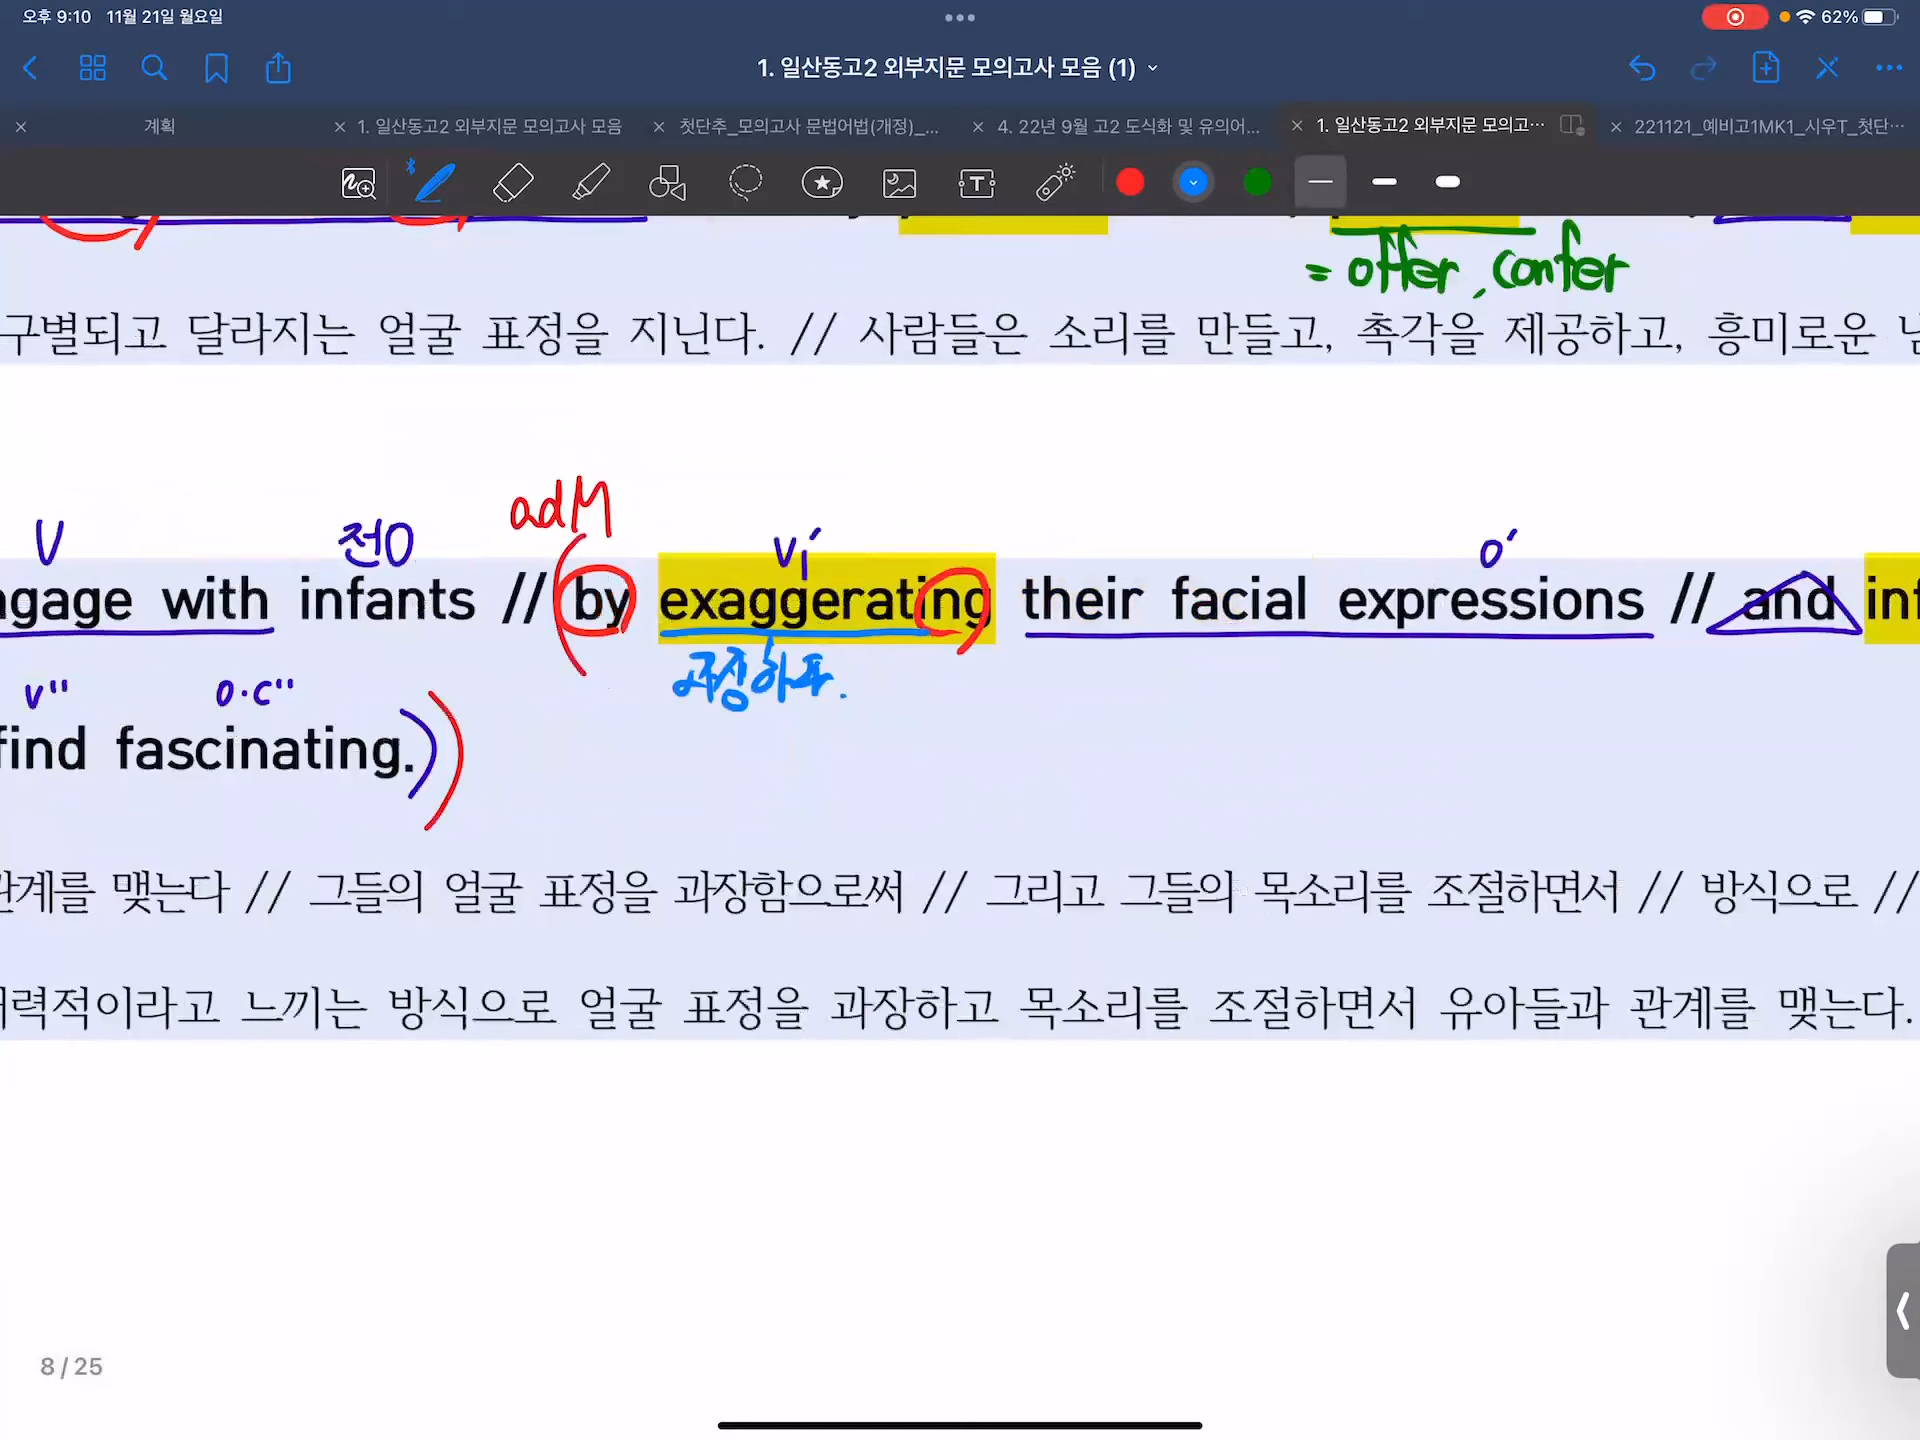 오후 9:10 11월 21일 월요일
62%
1. 일산동고2 외부지문 모의고사 모음 (1)
계획
1. 일산동고2 외부지문 모의고사 모음
첫단추_모의고사 문법어법(개정)_...
4. 22년 9월 고2 도식화 및 유의어...
1. 일산동고2 외부지문 모의고...
221121_예비고1MK1_시우T_첫단...
= offer, confer
구별되고 달라지는 얼굴 표정을 지닌다. // 사람들은 소리를 만들고, 촉각을 제공하고, 흥미로운
adM
V 전O v' o'
gage with infants // by exaggerating their facial expressions // and inf
과장하다.
v" o.c"
find fascinating.
관계를 맺는다 // 그들의 얼굴 표정을 과장함으로써 // 그리고 그들의 목소리를 조절하면서 // 방식으로 //
력적이라고 느끼는 방식으로 얼굴 표정을 과장하고 목소리를 조절하면서 유아들과 관계를 맺는다.
8 / 25